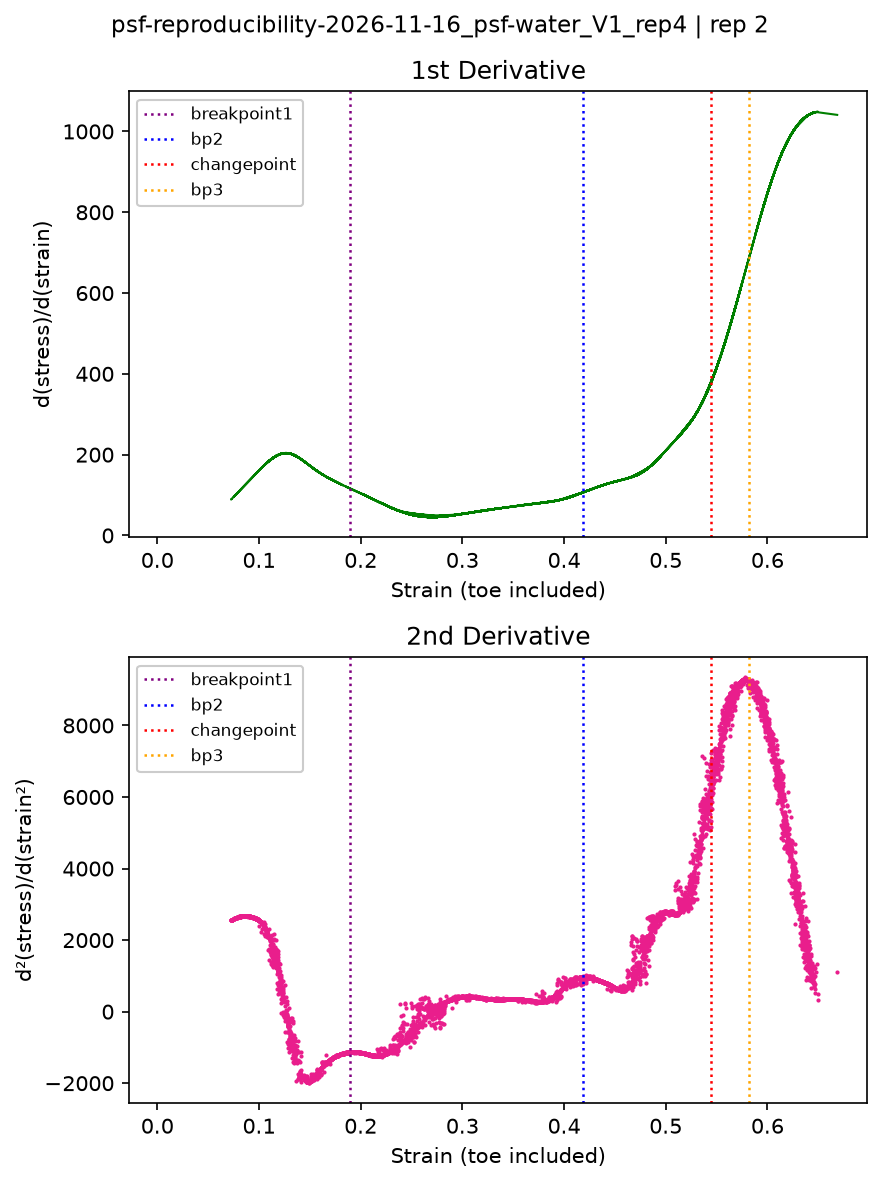 psf-reproducibility-2026-11-16_psf-water_V1_rep4 | rep 2
1st Derivative
breakpoint1
bp2
changepoint
bp3
d(stress)/d(strain)
1000
800
600
400
200
0
0.0 0.1 0.2 0.3 0.4 0.5 0.6
Strain (toe included)
2nd Derivative
breakpoint1
bp2
changepoint
bp3
d²(stress)/d(strain²)
8000
6000
4000
2000
0
−2000
0.0 0.1 0.2 0.3 0.4 0.5 0.6
Strain (toe included)